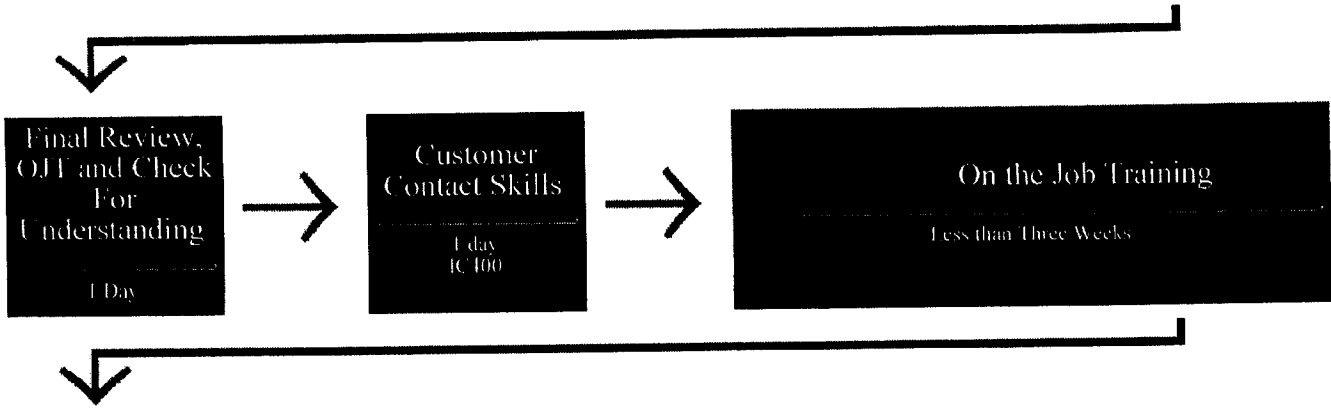 Final Review,
OJT and Check
For
Understanding
1 Day
Customer
Contact Skills
1 day
IC400
On the Job Training
Less than Three Weeks